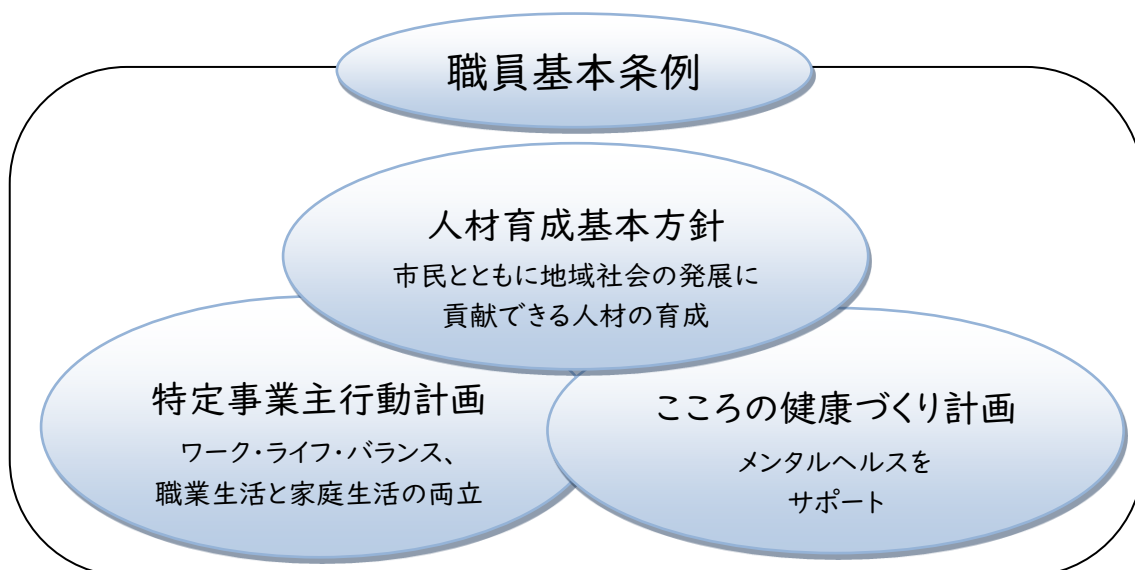 職員基本条例
人材育成基本方針
市民とともに地域社会の発展に
貢献できる人材の育成
特定事業主行動計画
ワーク・ライフ・バランス、
職業生活と家庭生活の両立
こころの健康づくり計画
メンタルヘルスを
サポート